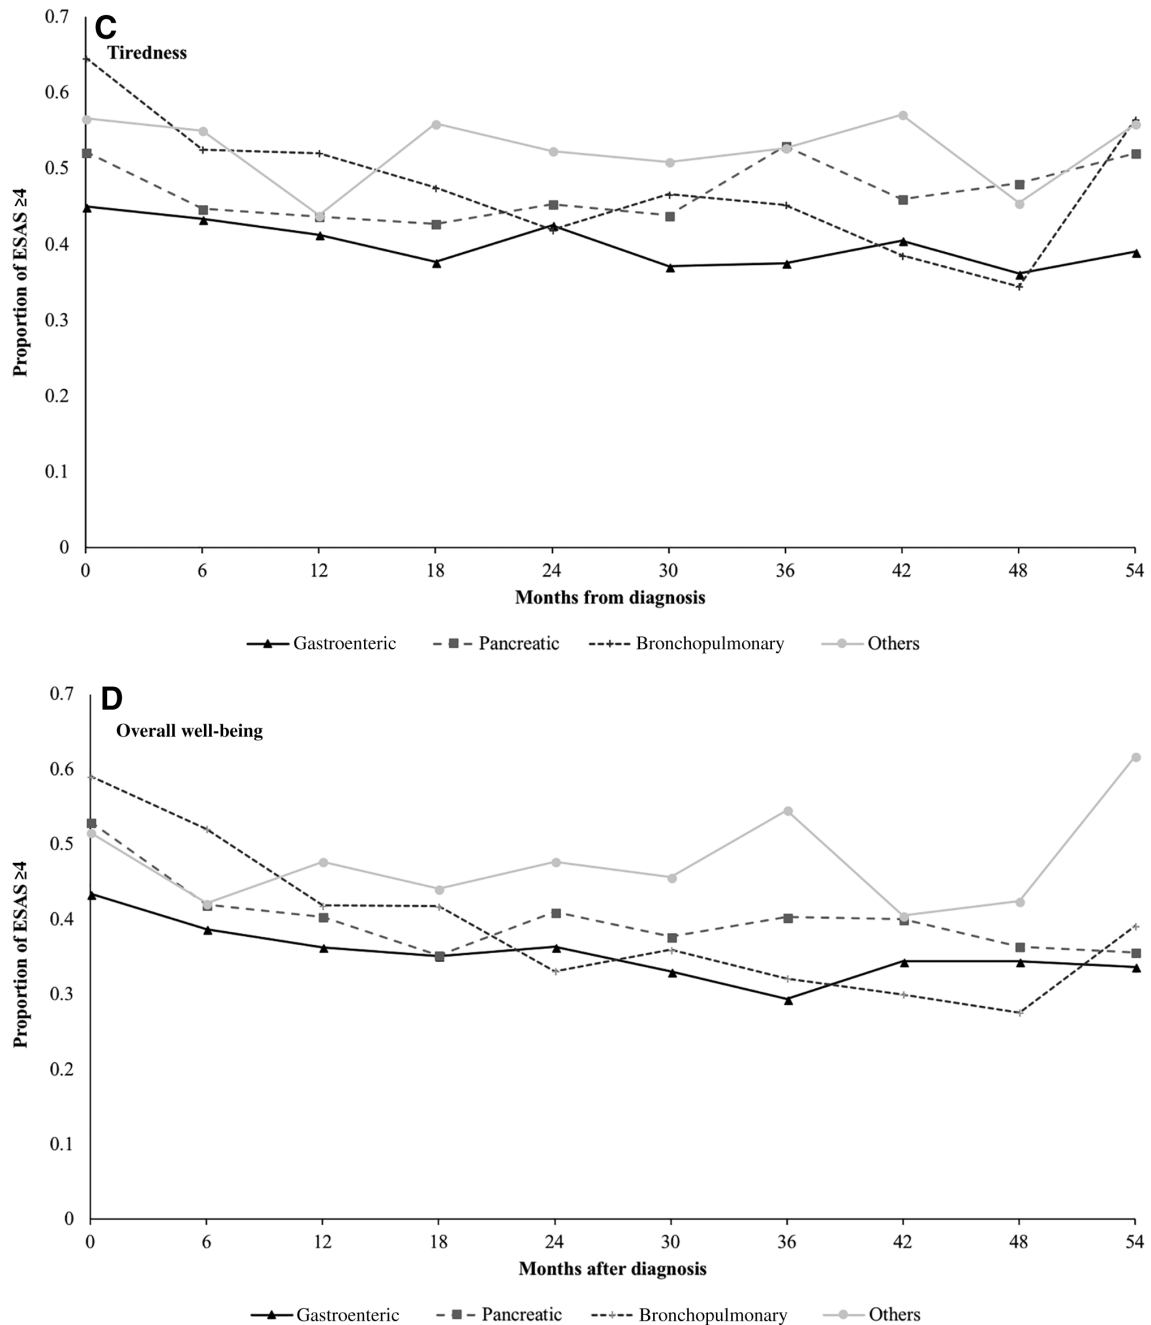 C
Tiredness
0.7
0.6
0.5
0.4
0.3
0.2
0.1
0
Proportion of ESAS ≥4
0 6 12 18 24 30 36 42 48 54
Months from diagnosis
Gastroenteric Pancreatic Bronchopulmonary Others
D
Overall well-being
0.7
0.6
0.5
0.4
0.3
0.2
0.1
0
Proportion of ESAS ≥4
0 6 12 18 24 30 36 42 48 54
Months after diagnosis
Gastroenteric Pancreatic Bronchopulmonary Others